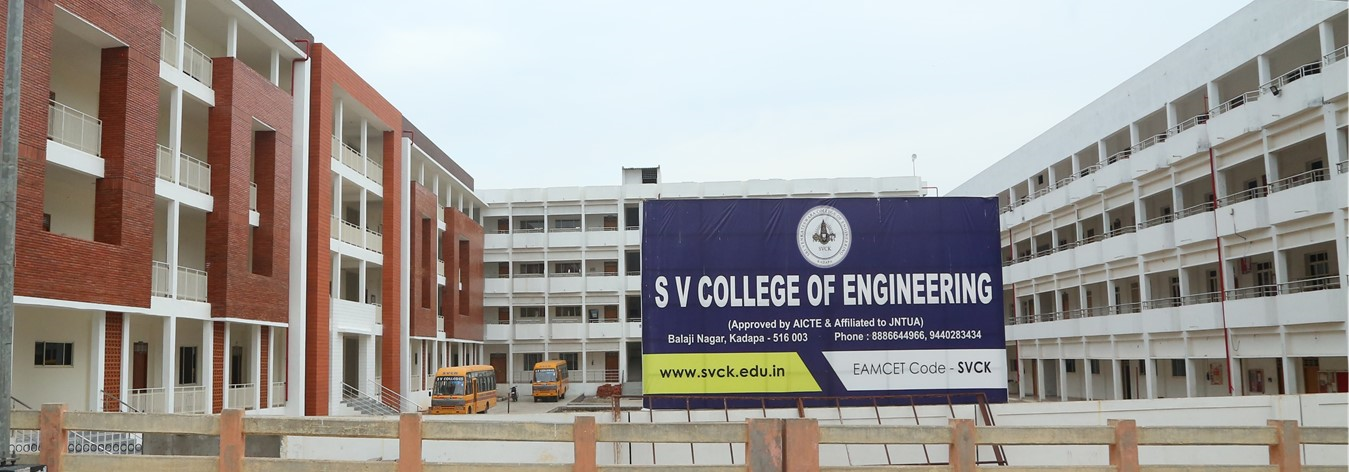 SVCK
S V COLLEGE OF ENGINEERING
(Approved by AICTE & Affiliated to JNTUA)
Balaji Nagar, Kadapa - 516 003 Phone : 8886644966, 9440283434
www.svck.edu.in
EAMCET Code - SVCK